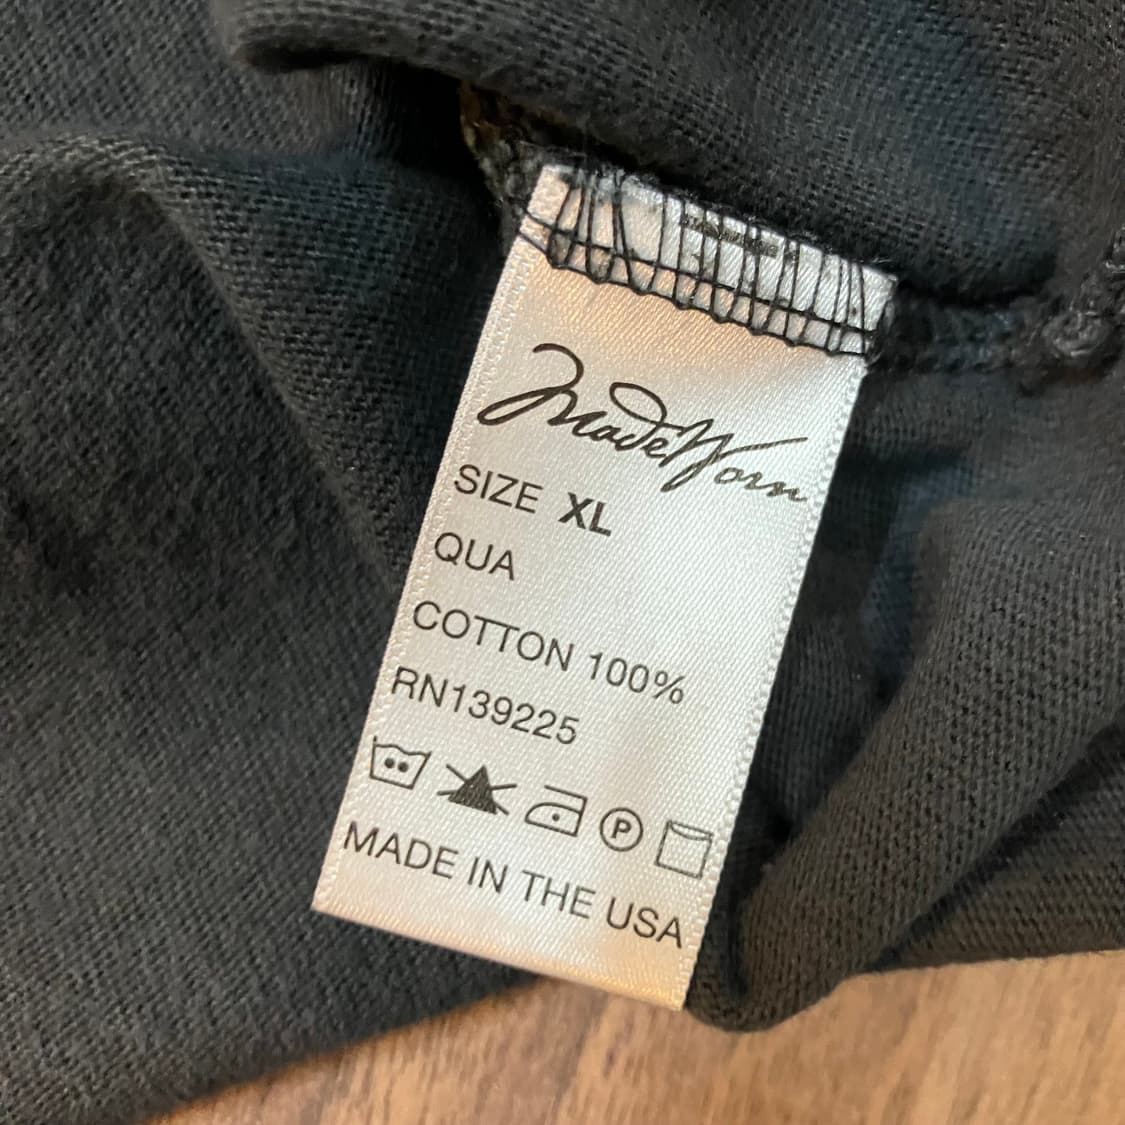 MadeWorn
SIZE XL
QUA
COTTON 100%
RN139225
P
MADE IN THE USA